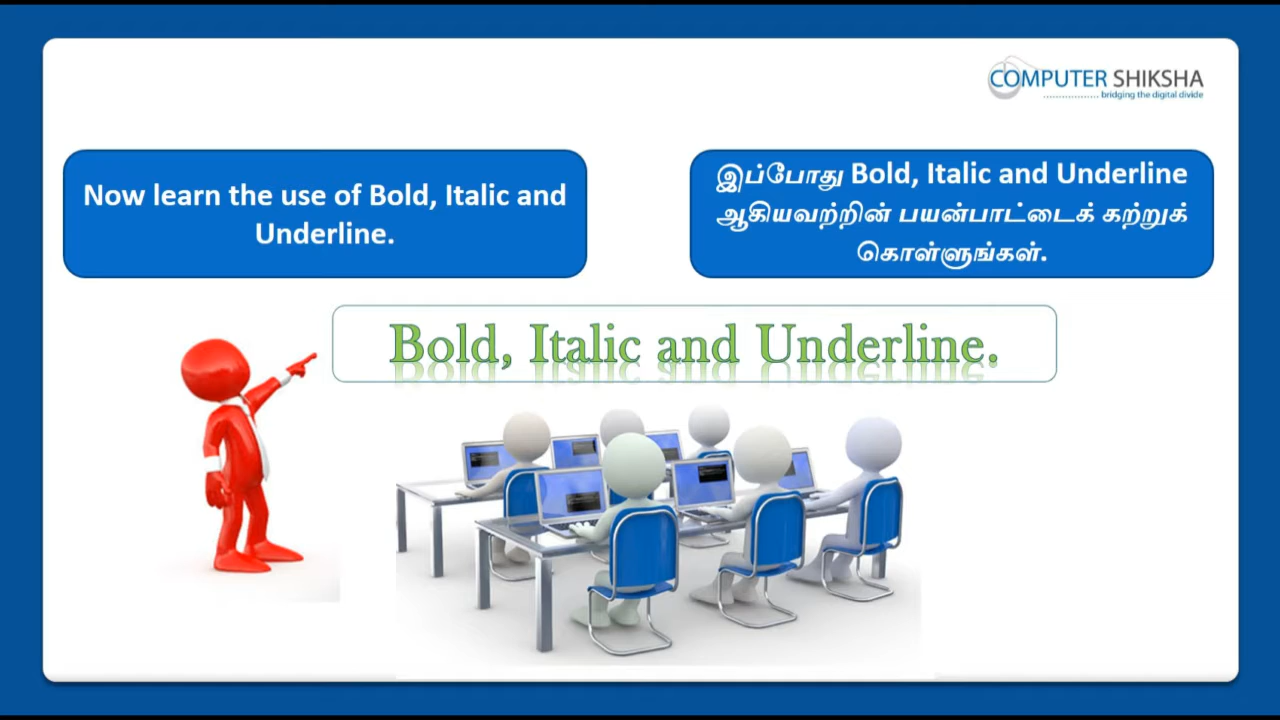 COMPUTER SHIKSHA
bridging the digital divide
Now learn the use of Bold, Italic and
Underline.
இப்போது Bold, Italic and Underline
ஆகியவற்றின் பயன்பாட்டைக் கற்றுக்
கொள்ளுங்கள்.
Bold, Italic and Underline.